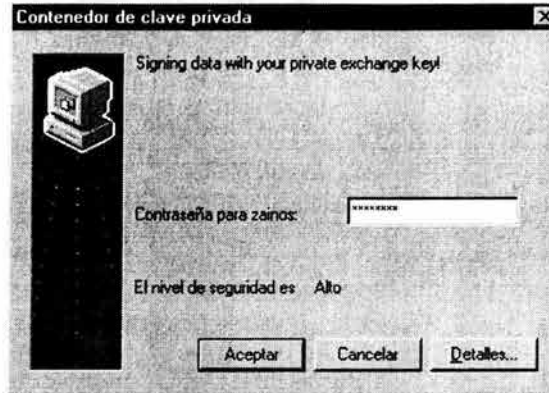 Contenedor de clave privada
Signing data with your private exchange key!
Contraseña para zainos: ********
El nivel de seguridad es Alto
Aceptar Cancelar Detalles...